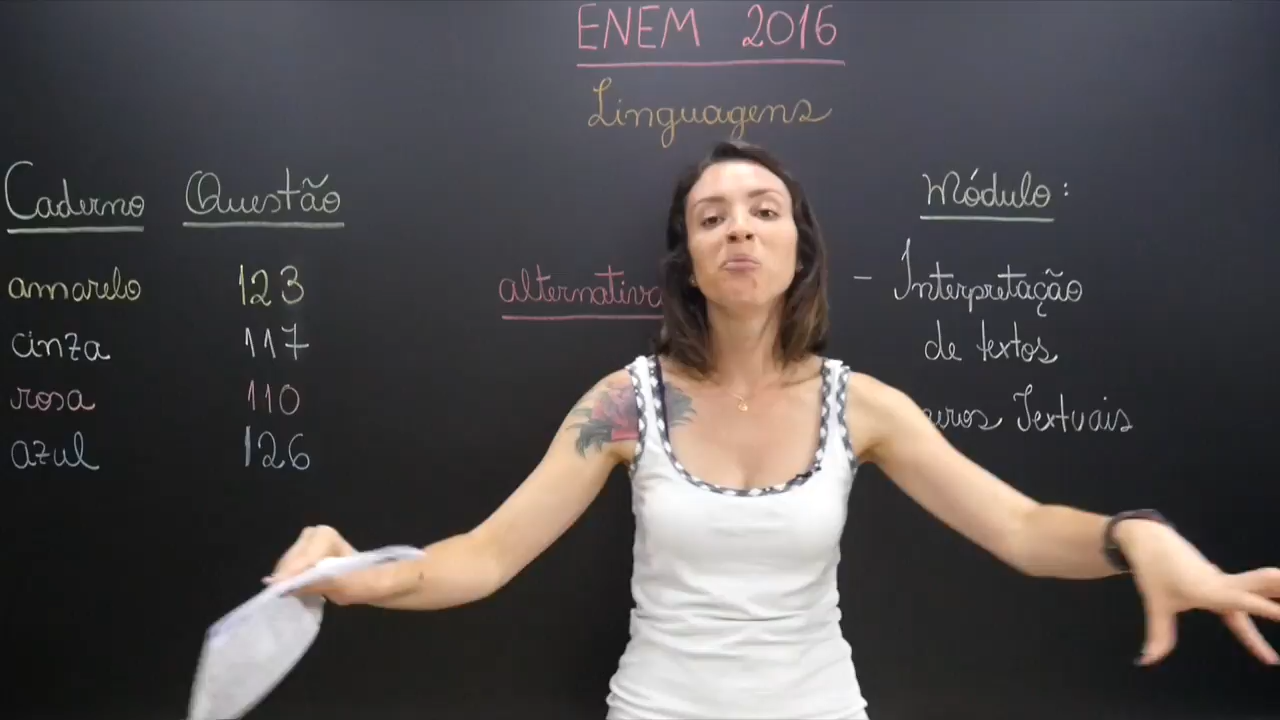 ENEM 2016
Linguagens
Caderno Questão
amarelo 123
cinza 117
rosa 110
azul 126
alternativa
Módulo:
- Interpretação
de textos
Textuais